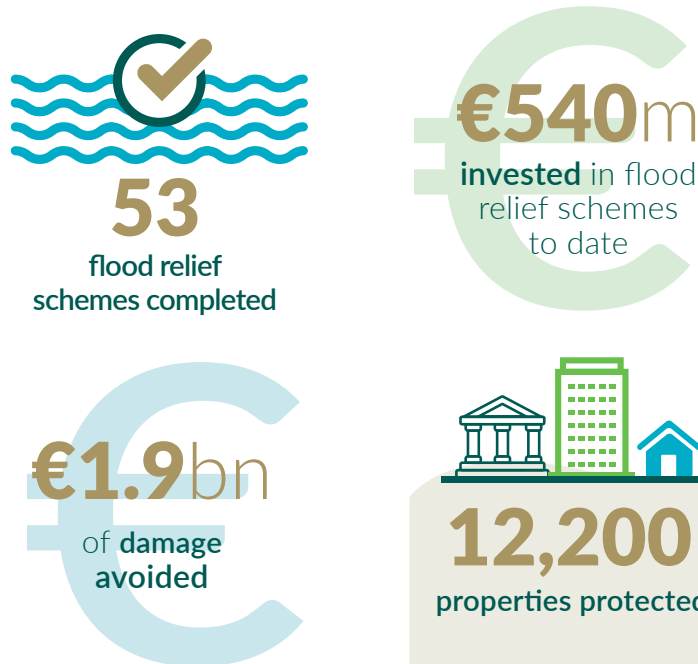 53
flood relief
schemes completed
€540m
invested in flood
relief schemes
to date
€1.9bn
of damage
avoided
12,200
properties protected